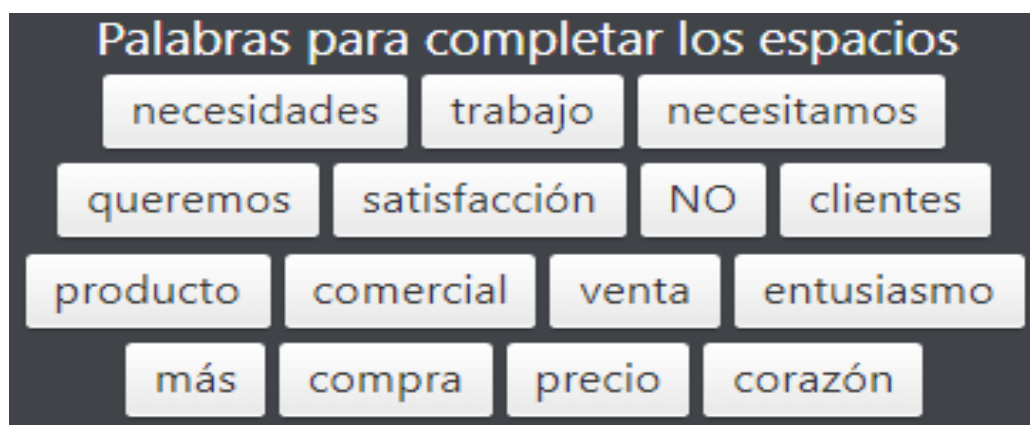 Palabras para completar los espacios
necesidades trabajo necesitamos
queremos satisfacción NO clientes
producto comercial venta entusiasmo
más compra precio corazón